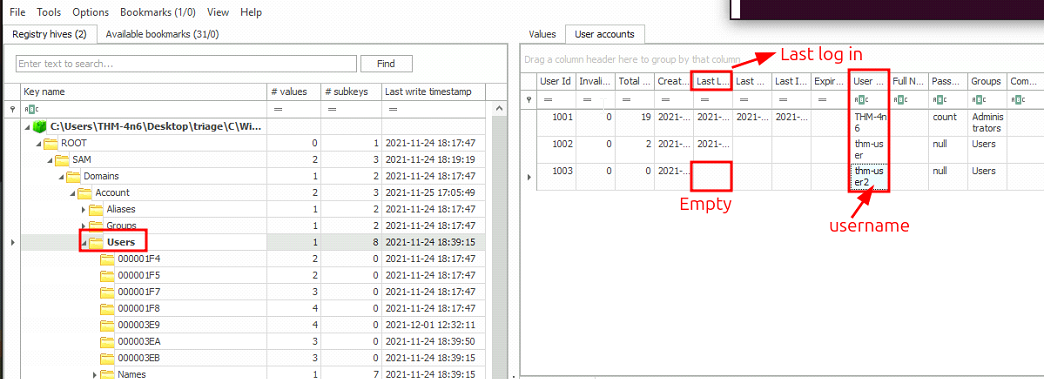 File Tools Options Bookmarks (1/0) View Help
Registry hives (2) Available bookmarks (31/0)
Enter text to search... Find
Key name # values # subkeys Last write timestamp
C:\Users\THM-4n6\Desktop\triage\C\Wi...
ROOT 0 1 2021-11-24 18:17:47
SAM 2 3 2021-11-24 18:19:19
Domains 1 2 2021-11-24 18:17:47
Account 2 3 2021-11-25 17:05:49
Aliases 1 2 2021-11-24 18:17:47
Groups 1 2 2021-11-24 18:17:47
Users 1 8 2021-11-24 18:39:15
000001F4 2 0 2021-11-24 18:17:47
000001F5 2 0 2021-11-24 18:17:47
000001F7 3 0 2021-11-24 18:17:47
000001F8 4 0 2021-11-24 18:17:47
000003E9 4 0 2021-12-01 12:32:11
000003EA 3 0 2021-11-24 18:39:50
000003EB 3 0 2021-11-24 18:39:15
Names 1 7 2021-11-24 18:39:15
Values User accounts
Last log in
Drag a column header here to group by that column
User Id Invali... Total ... Creat... Last L... Last ... Last I... Expir... User ... Full N... Pass... Groups Com...
1001 0 19 2021-... 2021-... 2021-... 2021-... THM-4n count Adminis
6 trators
1002 0 2 2021-... 2021-... thm-us null Users
er
1003 0 0 2021-... thm-us null Users
er2
Empty
username